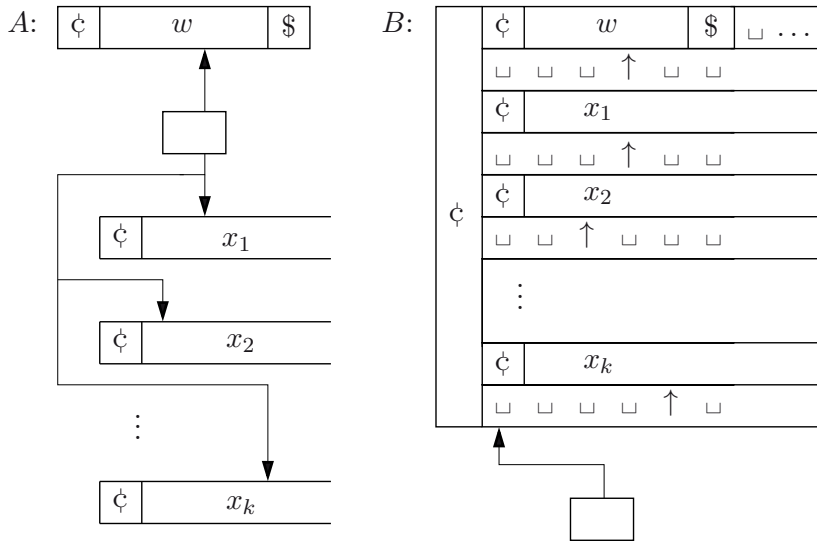 A:
¢ w $
¢ x₁
¢ x₂
⋮
¢ xₖ
B:
¢
¢ w $ ␣ …
␣ ␣ ␣ ↑ ␣ ␣
¢ x₁
␣ ␣ ␣ ↑ ␣ ␣
¢ x₂
␣ ␣ ↑ ␣ ␣ ␣
⋮
¢ xₖ
␣ ␣ ␣ ␣ ↑ ␣